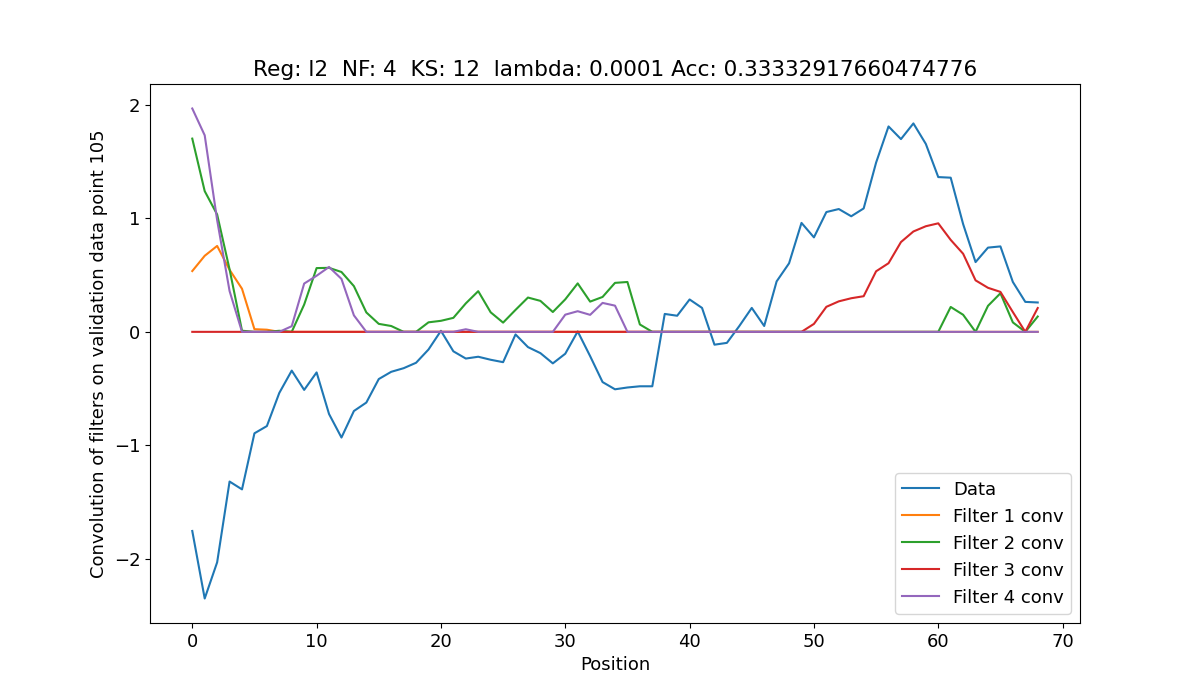 Reg: l2  NF: 4  KS: 12  lambda: 0.0001 Acc: 0.33332917660474776
Convolution of filters on validation data point 105
2
1
0
−1
−2
Data
Filter 1 conv
Filter 2 conv
Filter 3 conv
Filter 4 conv
0 10 20 30 40 50 60 70
Position